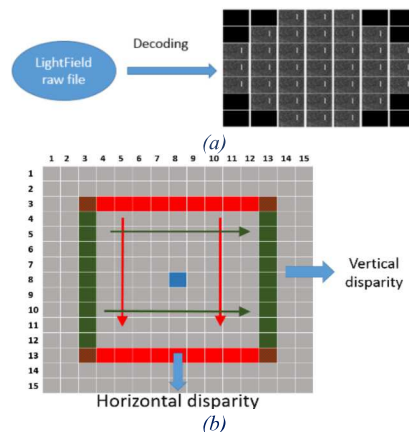 Decoding
LightField
raw file
(a)
1 2 3 4 5 6 7 8 9 10 11 12 13 14 15
1
2
3
4
5
6
7
8
9
10
11
12
13
14
15
Vertical
disparity
Horizontal disparity
(b)